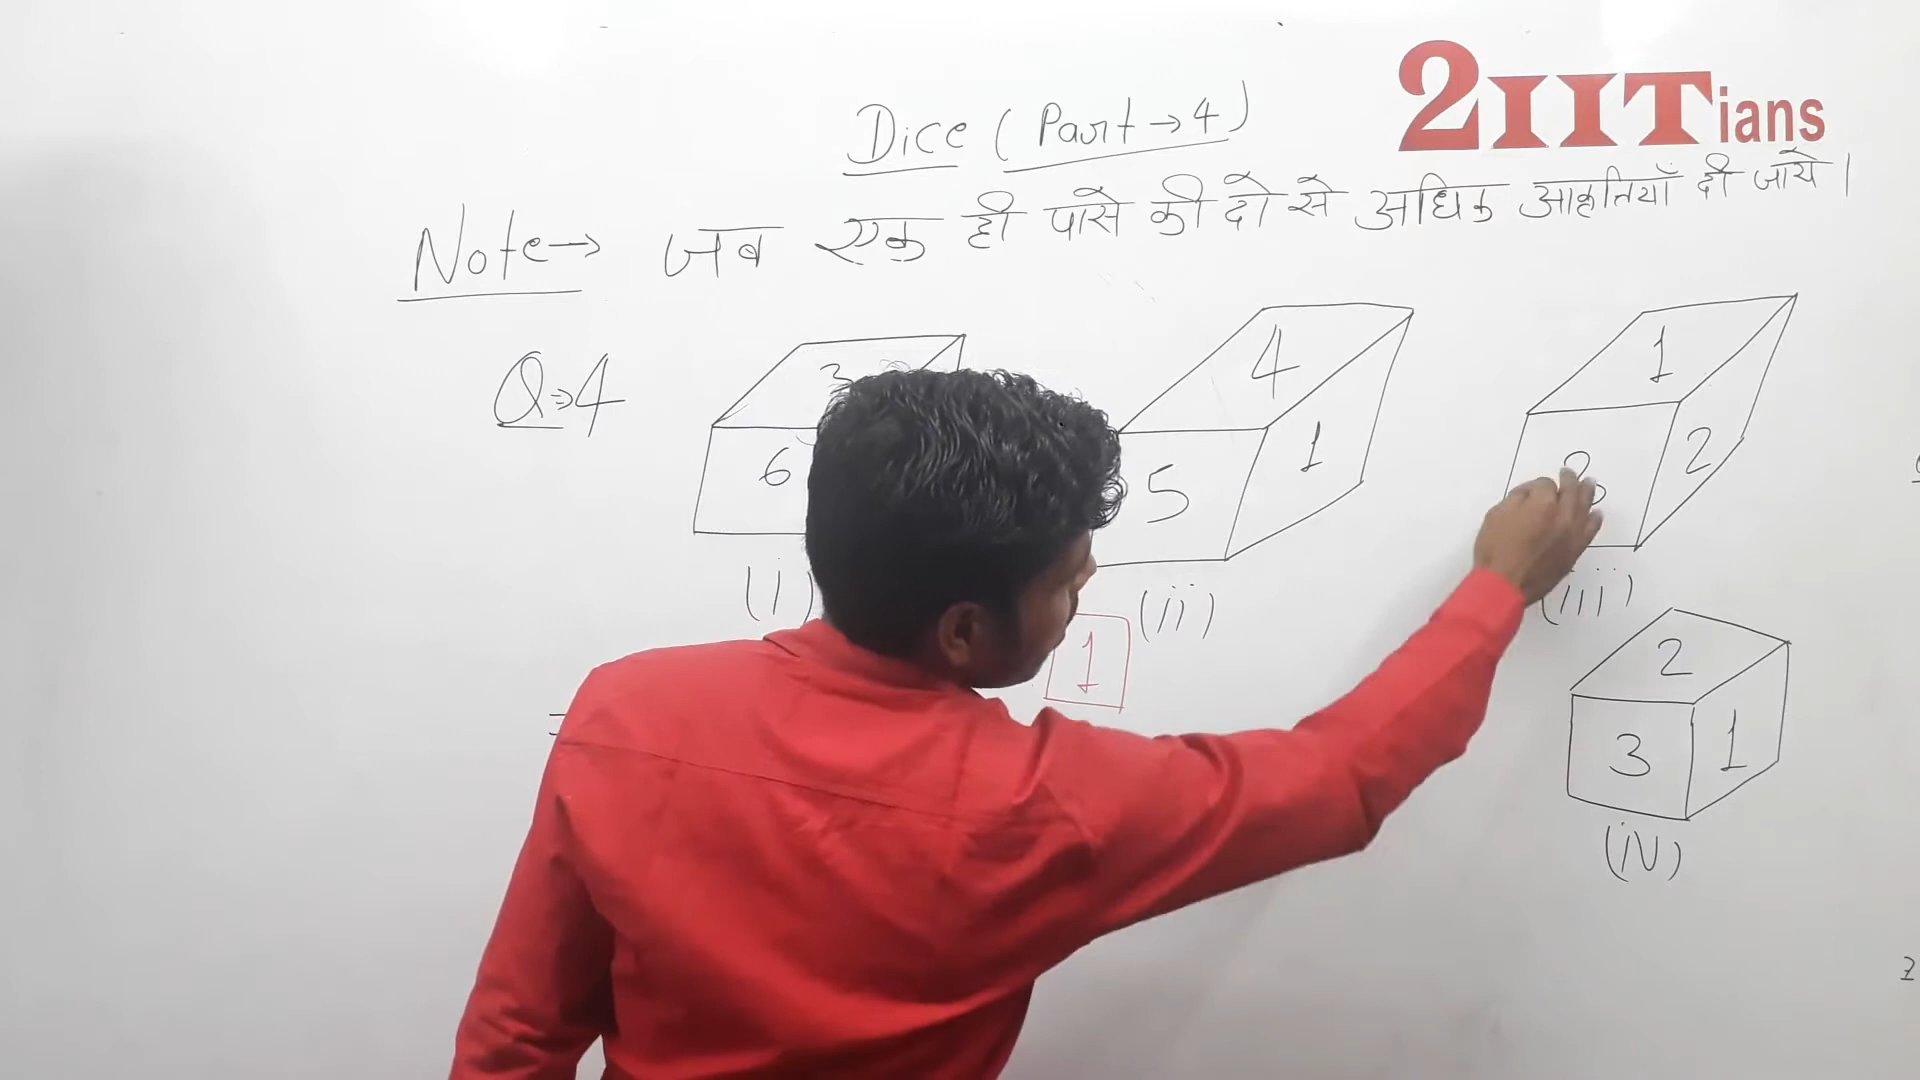 2IITians
Dice (Part → 4)
Note → जब एक ही पासे की दो से अधिक आकृतियाँ दी जाये।
Q ⇒ 4
3
6
(i)
4
5
1
(ii)
1
2
(iii)
1
2
3
1
(iv)